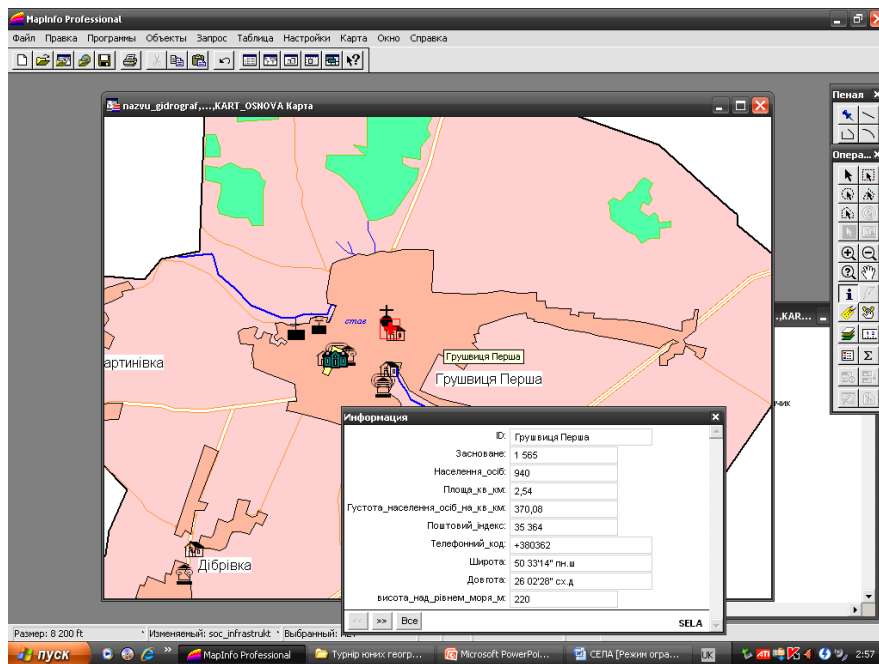 MapInfo Professional
Файл Правка Программы Объекты Запрос Таблица Настройки Карта Окно Справка
nazvu_gidrograf,...,KART_OSNOVA Карта
Пенал
Опера...
став
Грушвиця Перша
артинівка
Грушвиця Перша
Дібрівка
,KAR...
чик
Информация
ID: Грушвиця Перша
Засноване: 1 565
Населення_осіб: 940
Площа_кв_км: 2,54
Густота_населення_осіб_на_кв_км: 370,08
Поштовий_індекс: 35 364
Телефонний_код: +380362
Широта: 50 33'14" пн.ш
Довгота: 26 02'28" сх.д
висота_над_рівнем_моря_м: 220
<< >> Все SELA
Размер: 8 200 ft Изменяемый: soc_infrastrukt Выбранный: Нет
пуск MapInfo Professional Турнір юних геогр... Microsoft PowerPoi... СЕЛА [Режим огра... UK 2:57